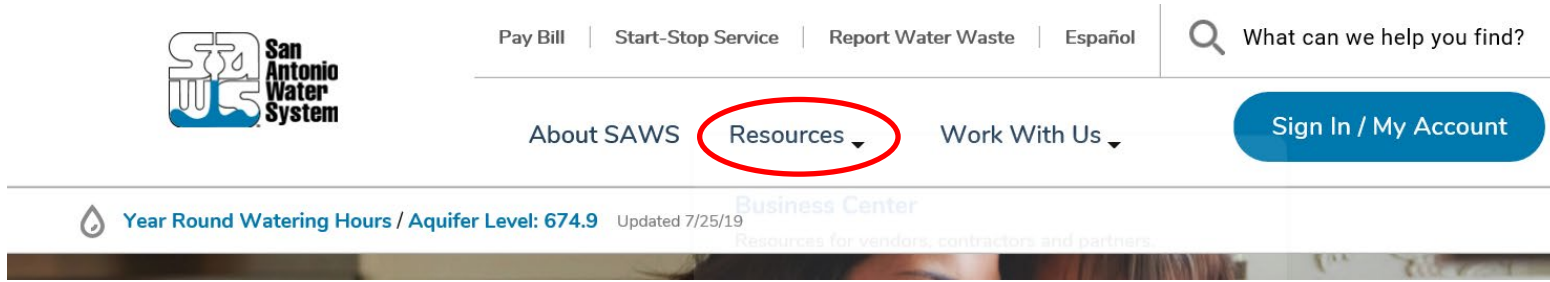 San
Antonio
Water
System
Pay Bill | Start-Stop Service | Report Water Waste | Español
What can we help you find?
About SAWS
Resources
Work With Us
Sign In / My Account
Year Round Watering Hours / Aquifer Level: 674.9 Updated 7/25/19
Business Center
Resources for vendors, contractors and partners.